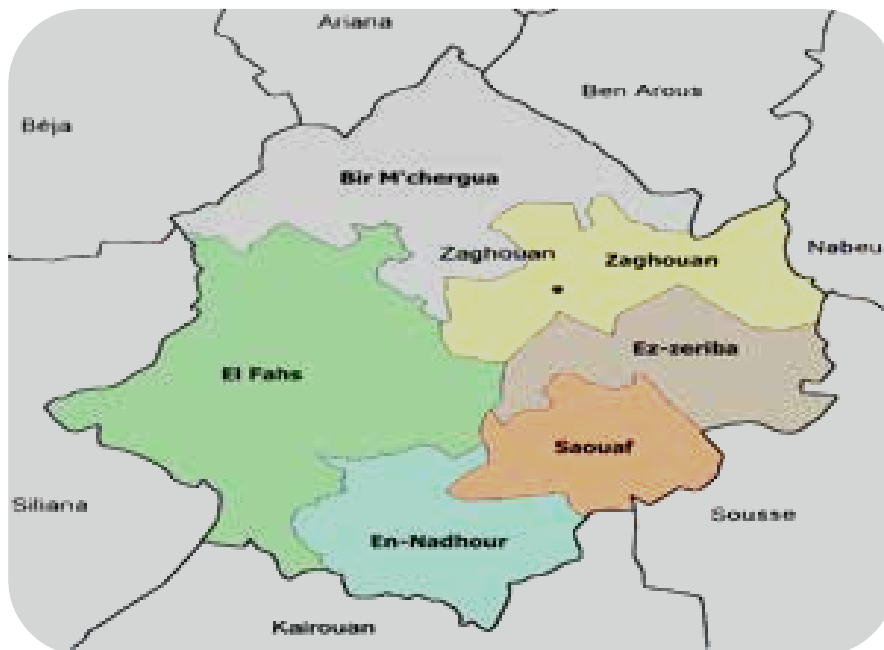 Ariana
Ben Arous
Béja
Bir M'chergua
Zaghouan
Zaghouan
Nabeu
Ez-zeriba
El Fahs
Saouaf
Siliana
Sousse
En-Nadhour
Kairouan